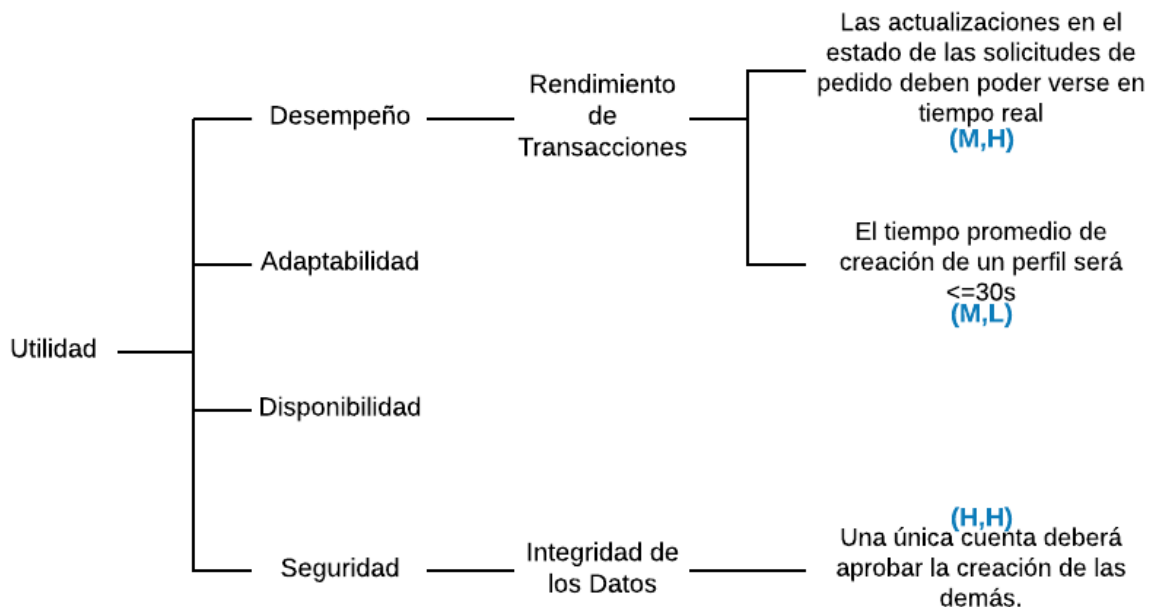 Las actualizaciones en el
estado de las solicitudes de
pedido deben poder verse en
tiempo real
(M,H)
Rendimiento
de
Transacciones
Desempeño
El tiempo promedio de
creación de un perfil será
<=30s
(M,L)
Adaptabilidad
Utilidad
Disponibilidad
(H,H)
Una única cuenta deberá
aprobar la creación de las
demás.
Integridad de
los Datos
Seguridad